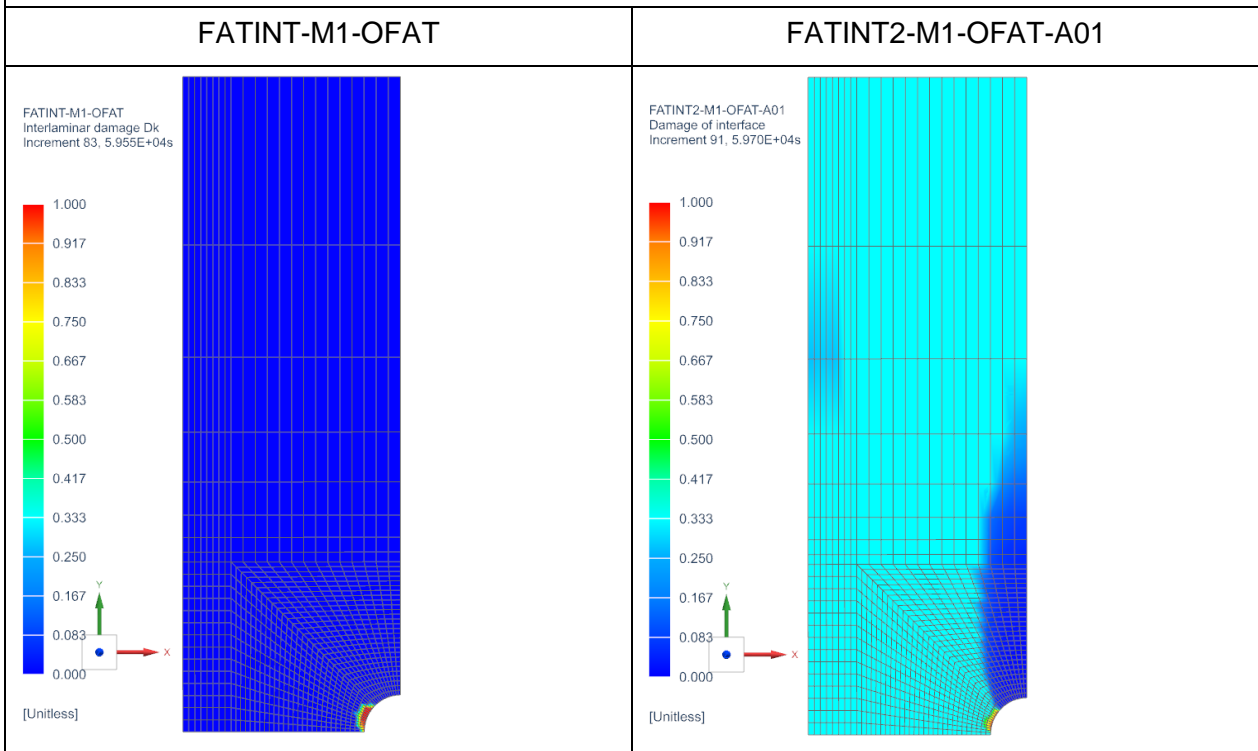 FATINT-M1-OFAT
FATINT2-M1-OFAT-A01
FATINT-M1-OFAT
Interlaminar damage Dk
Increment 83, 5.955E+04s
1.000
0.917
0.833
0.750
0.667
0.583
0.500
0.417
0.333
0.250
0.167
0.083
0.000
Y
X
[Unitless]
FATINT2-M1-OFAT-A01
Damage of interface
Increment 91, 5.970E+04s
1.000
0.917
0.833
0.750
0.667
0.583
0.500
0.417
0.333
0.250
0.167
0.083
0.000
Y
X
[Unitless]